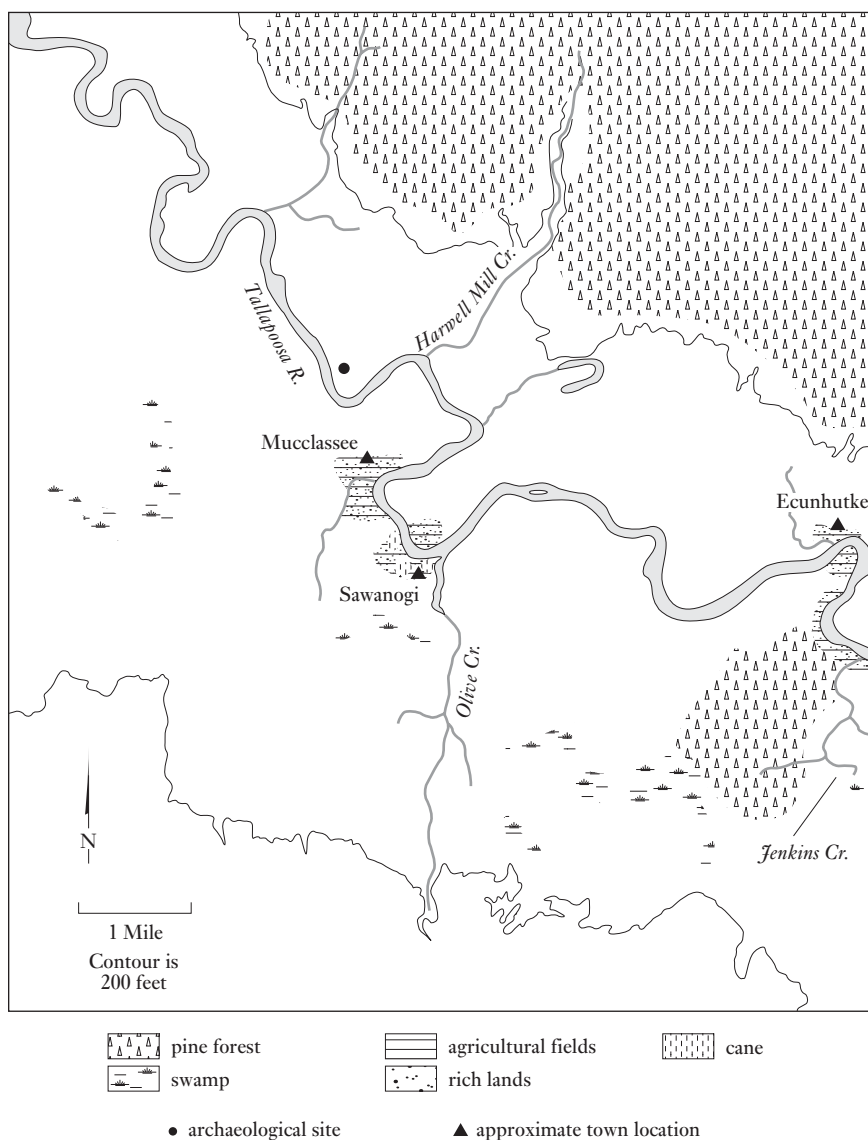 Harwell Mill Cr.
Tallapoosa R.
Mucclassee
Ecunhutke
Sawanogi
Olive Cr.
Jenkins Cr.
N
1 Mile
Contour is
200 feet
pine forest
agricultural fields
cane
swamp
rich lands
archaeological site
approximate town location